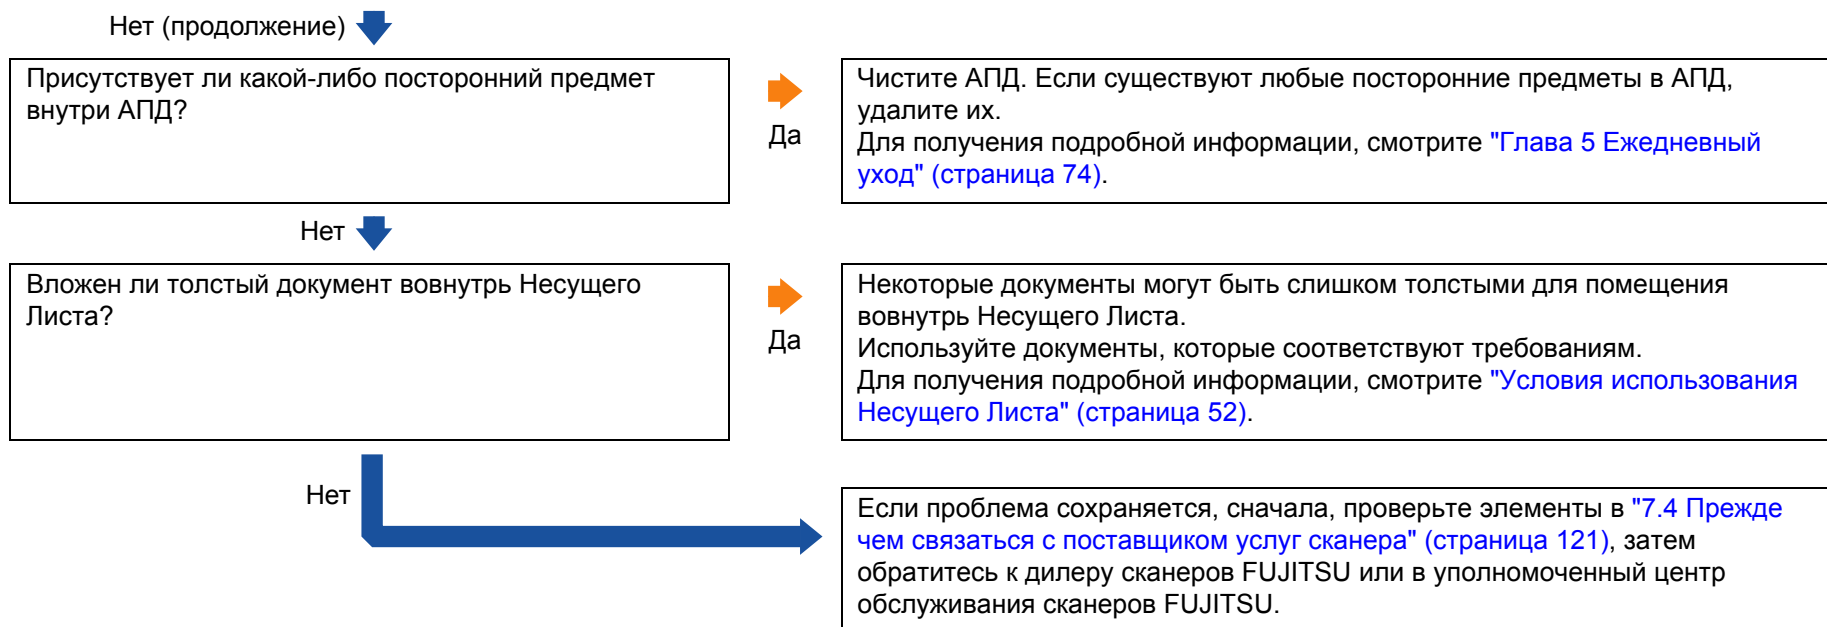 Нет (продолжение)
Присутствует ли какой-либо посторонний предмет
внутри АПД?
Да
Чистите АПД. Если существуют любые посторонние предметы в АПД,
удалите их.
Для получения подробной информации, смотрите "Глава 5 Ежедневный
уход" (страница 74).
Нет
Вложен ли толстый документ вовнутрь Несущего
Листа?
Да
Некоторые документы могут быть слишком толстыми для помещения
вовнутрь Несущего Листа.
Используйте документы, которые соответствуют требованиям.
Для получения подробной информации, смотрите "Условия использования
Несущего Листа" (страница 52).
Нет
Если проблема сохраняется, сначала, проверьте элементы в "7.4 Прежде
чем связаться с поставщиком услуг сканера" (страница 121), затем
обратитесь к дилеру сканеров FUJITSU или в уполномоченный центр
обслуживания сканеров FUJITSU.